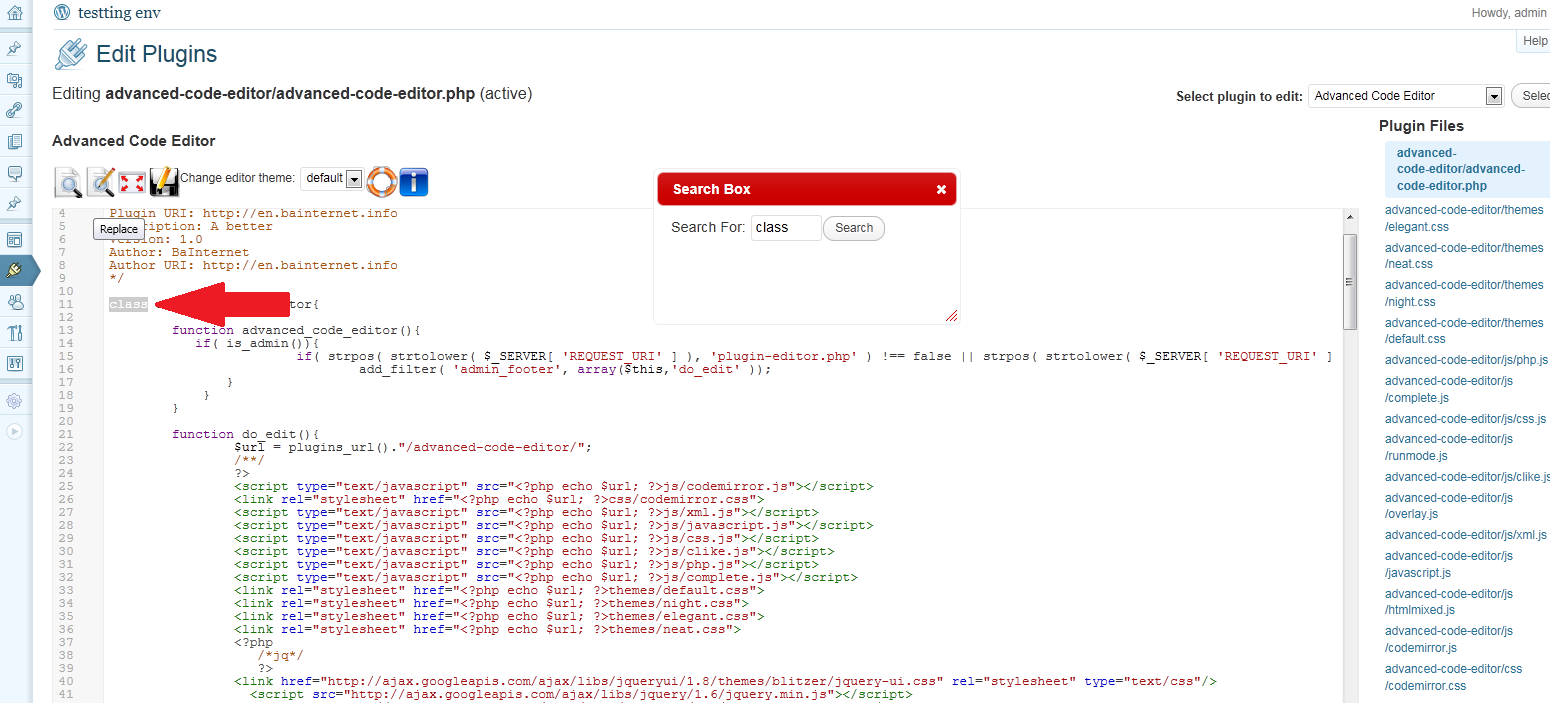 testting env
Howdy, admin
Help
Edit Plugins
Editing advanced-code-editor/advanced-code-editor.php (active)
Select plugin to edit:
Advanced Code Editor
Advanced Code Editor
Change editor theme:
default
Search Box
Search For:
class
Search
Replace
4 Plugin URI: http://en.bainternet.info
5 A better
6 1.0
7 Author: BaInternet
8 Author URI: http://en.bainternet.info
9 */
10
11 class tor{
12
13 function advanced_code_editor(){
14 if( is_admin()){
15 if( strpos( strtolower( $_SERVER[ 'REQUEST_URI' ] ), 'plugin-editor.php' ) !== false || strpos( strtolower( $_SERVER[ 'REQUEST_URI' ]
16 add_filter( 'admin_footer', array($this,'do_edit' ));
17 }
18 }
19 }
20
21 function do_edit(){
22 $url = plugins_url()."/advanced-code-editor/";
23 /**/
24 ?>
25 <script type="text/javascript" src="<?php echo $url; ?>js/codemirror.js"></script>
26 <link rel="stylesheet" href="<?php echo $url; ?>css/codemirror.css">
27 <script type="text/javascript" src="<?php echo $url; ?>js/xml.js"></script>
28 <script type="text/javascript" src="<?php echo $url; ?>js/javascript.js"></script>
29 <script type="text/javascript" src="<?php echo $url; ?>js/css.js"></script>
30 <script type="text/javascript" src="<?php echo $url; ?>js/clike.js"></script>
31 <script type="text/javascript" src="<?php echo $url; ?>js/php.js"></script>
32 <script type="text/javascript" src="<?php echo $url; ?>js/complete.js"></script>
33 <link rel="stylesheet" href="<?php echo $url; ?>themes/default.css">
34 <link rel="stylesheet" href="<?php echo $url; ?>themes/night.css">
35 <link rel="stylesheet" href="<?php echo $url; ?>themes/elegant.css">
36 <link rel="stylesheet" href="<?php echo $url; ?>themes/neat.css">
37 <?php
38 /*jq*/
39 ?>
40 <link href="http://ajax.googleapis.com/ajax/libs/jqueryui/1.8/themes/blitzer/jquery-ui.css" rel="stylesheet" type="text/css"/>
41 <script src="http://ajax.googleapis.com/ajax/libs/jquery/1.6/jquery.min.js"></script>
Plugin Files
advanced-
code-editor/advanced-
code-editor.php
advanced-code-editor/themes
/elegant.css
advanced-code-editor/themes
/neat.css
advanced-code-editor/themes
/night.css
advanced-code-editor/themes
/default.css
advanced-code-editor/js/php.js
advanced-code-editor/js
/complete.js
advanced-code-editor/js/css.js
advanced-code-editor/js
/runmode.js
advanced-code-editor/js/clike.js
advanced-code-editor/js
/overlay.js
advanced-code-editor/js/xml.js
advanced-code-editor/js
/javascript.js
advanced-code-editor/js
/htmlmixed.js
advanced-code-editor/js
/codemirror.js
advanced-code-editor/css
/codemirror.css